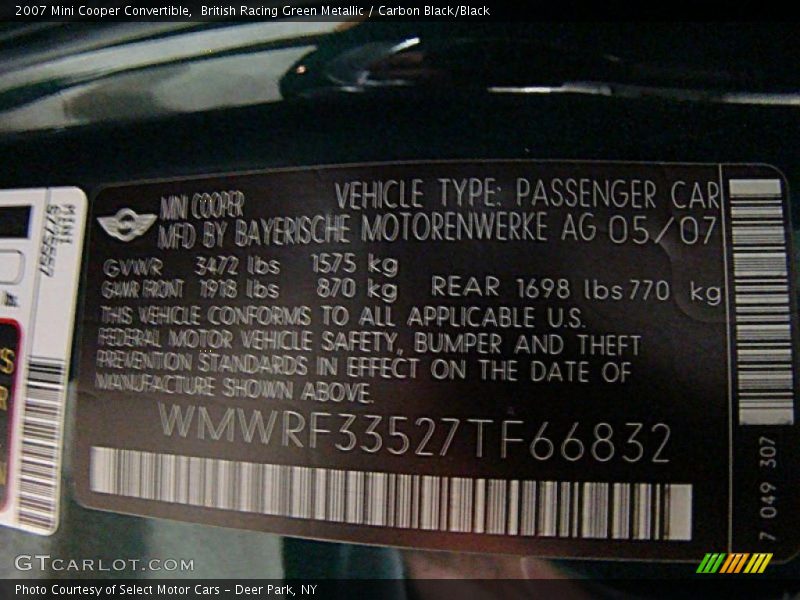 2007 Mini Cooper Convertible, British Racing Green Metallic / Carbon Black/Black
MINI COOPER VEHICLE TYPE: PASSENGER CAR
MFD BY BAYERISCHE MOTORENWERKE AG 05/07
GVWR 3472 lbs 1575 kg
GAWR FRONT 1918 lbs 870 kg REAR 1698 lbs 770 kg
THIS VEHICLE CONFORMS TO ALL APPLICABLE U.S.
FEDERAL MOTOR VEHICLE SAFETY, BUMPER AND THEFT
PREVENTION STANDARDS IN EFFECT ON THE DATE OF
MANUFACTURE SHOWN ABOVE.
WMWRF33527TF66832
7 049 307
MINI
GTCARLOT.COM
Photo Courtesy of Select Motor Cars - Deer Park, NY